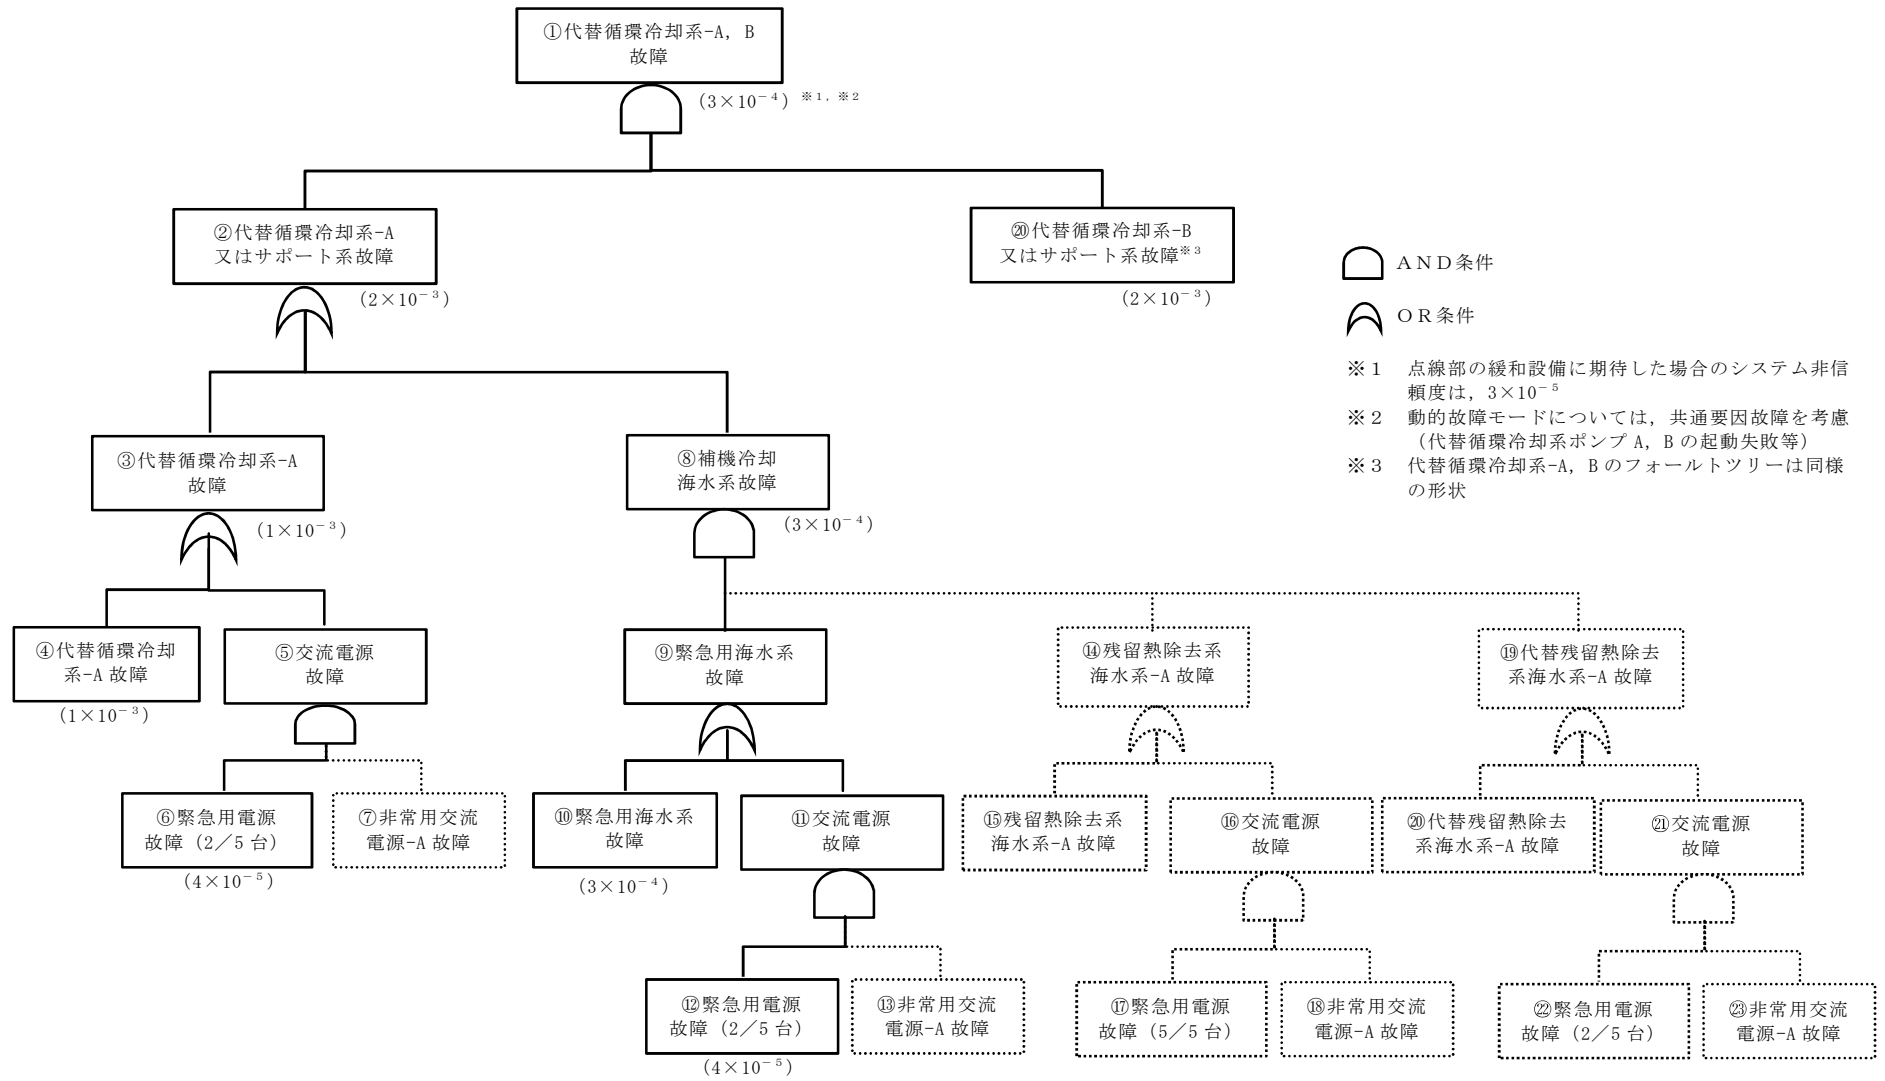 ①代替循環冷却系-A，B
故障
(3×10⁻⁴) ※1，※2
②代替循環冷却系-A
又はサポート系故障
(2×10⁻³)
⑳代替循環冷却系-B
又はサポート系故障※3
(2×10⁻³)
ＡＮＤ条件
ＯＲ条件
※１　点線部の緩和設備に期待した場合のシステム非信
頼度は，3×10⁻⁵
※２　動的故障モードについては，共通要因故障を考慮
（代替循環冷却系ポンプ A，B の起動失敗等）
※３　代替循環冷却系-A，B のフォールトツリーは同様
の形状
③代替循環冷却系-A
故障
(1×10⁻³)
⑧補機冷却
海水系故障
(3×10⁻⁴)
④代替循環冷却
系-A 故障
(1×10⁻³)
⑤交流電源
故障
⑨緊急用海水系
故障
⑭残留熱除去系
海水系-A 故障
⑲代替残留熱除去
系海水系-A 故障
⑥緊急用電源
故障（2／5 台）
(4×10⁻⁵)
⑦非常用交流
電源-A 故障
⑩緊急用海水系
故障
(3×10⁻⁴)
⑪交流電源
故障
⑮残留熱除去系
海水系-A 故障
⑯交流電源
故障
⑳代替残留熱除去
系海水系-A 故障
㉑交流電源
故障
⑫緊急用電源
故障（2／5 台）
(4×10⁻⁵)
⑬非常用交流
電源-A 故障
⑰緊急用電源
故障（5／5 台）
⑱非常用交流
電源-A 故障
㉒緊急用電源
故障（2／5 台）
㉓非常用交流
電源-A 故障